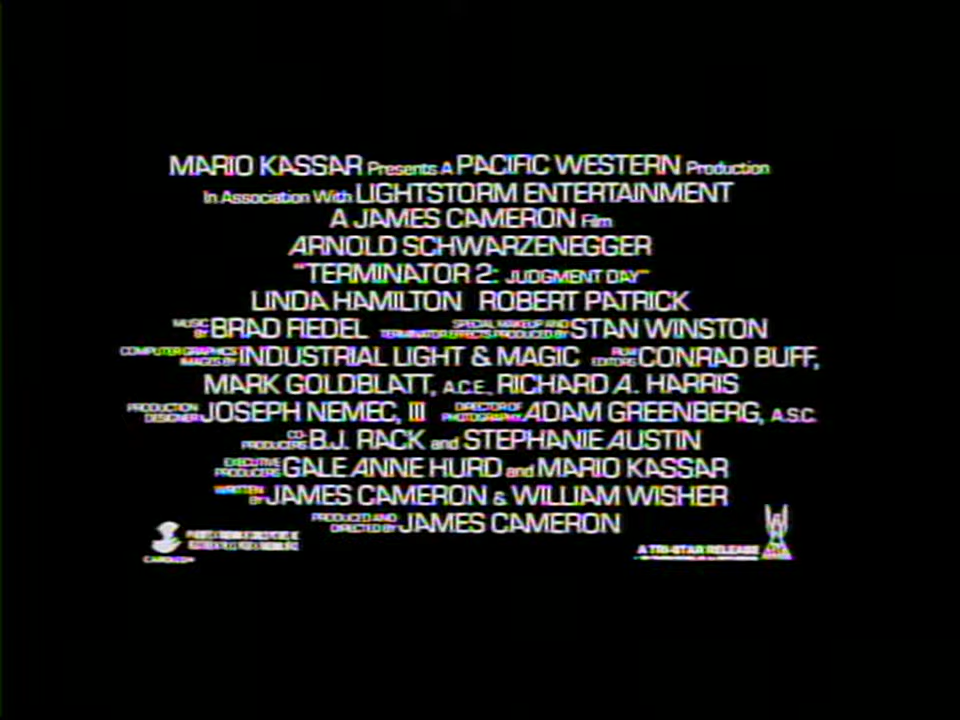 MARIO KASSAR Presents A PACIFIC WESTERN Production
In Association With LIGHTSTORM ENTERTAINMENT
A JAMES CAMERON Film
ARNOLD SCHWARZENEGGER
"TERMINATOR 2: JUDGMENT DAY"
LINDA HAMILTON ROBERT PATRICK
MUSIC BY BRAD FIEDEL SPECIAL MAKEUP AND TERMINATOR EFFECTS PRODUCED BY STAN WINSTON
COMPUTER GRAPHICS IMAGES BY INDUSTRIAL LIGHT & MAGIC FILM EDITORS CONRAD BUFF,
MARK GOLDBLATT, A.C.E., RICHARD A. HARRIS
PRODUCTION DESIGNER JOSEPH NEMEC, III DIRECTOR OF PHOTOGRAPHY ADAM GREENBERG, A.S.C.
CO-PRODUCERS B.J. RACK and STEPHANIE AUSTIN
EXECUTIVE PRODUCERS GALE ANNE HURD and MARIO KASSAR
WRITTEN BY JAMES CAMERON & WILLIAM WISHER
PRODUCED AND DIRECTED BY JAMES CAMERON
CAROLCO
A TRI-STAR RELEASE